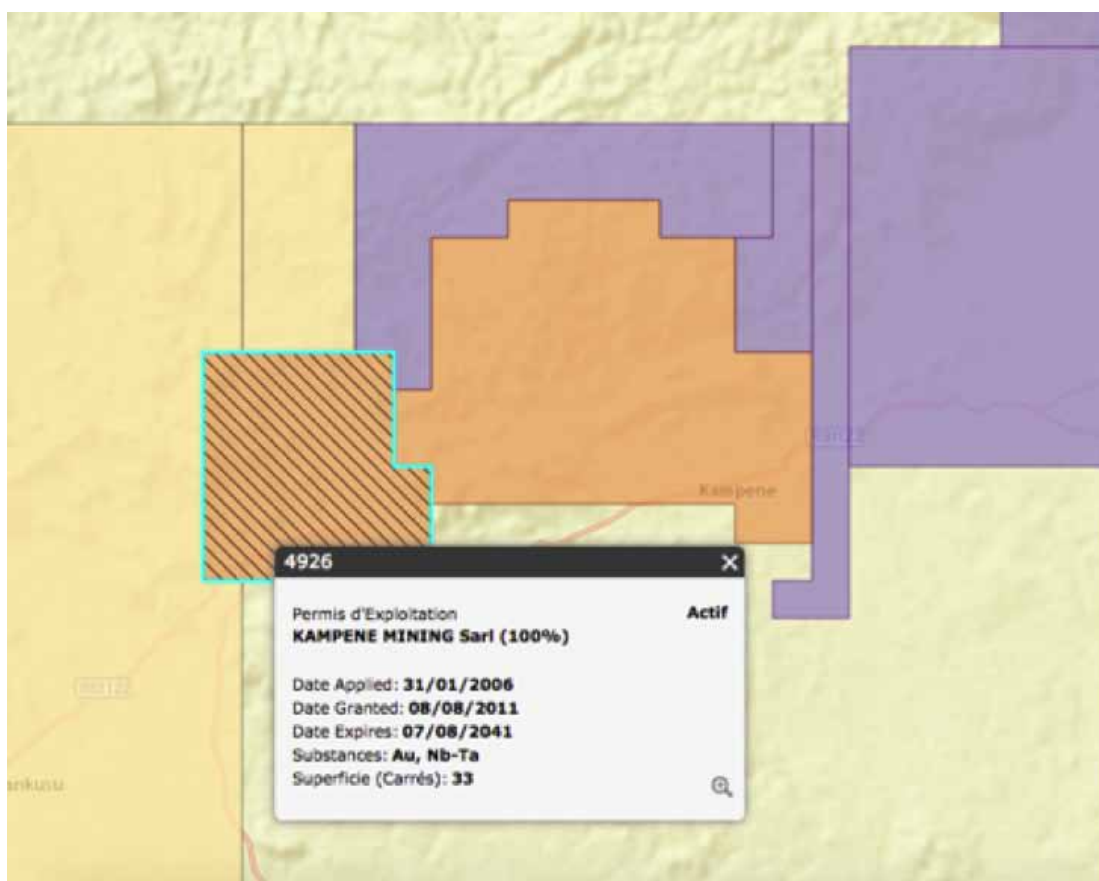 Kampene
4926
Permis d'Exploitation Actif
KAMPENE MINING Sarl (100%)
Date Applied: 31/01/2006
Date Granted: 08/08/2011
Date Expires: 07/08/2041
Substances: Au, Nb-Ta
Superficie (Carrés): 33
ankusu